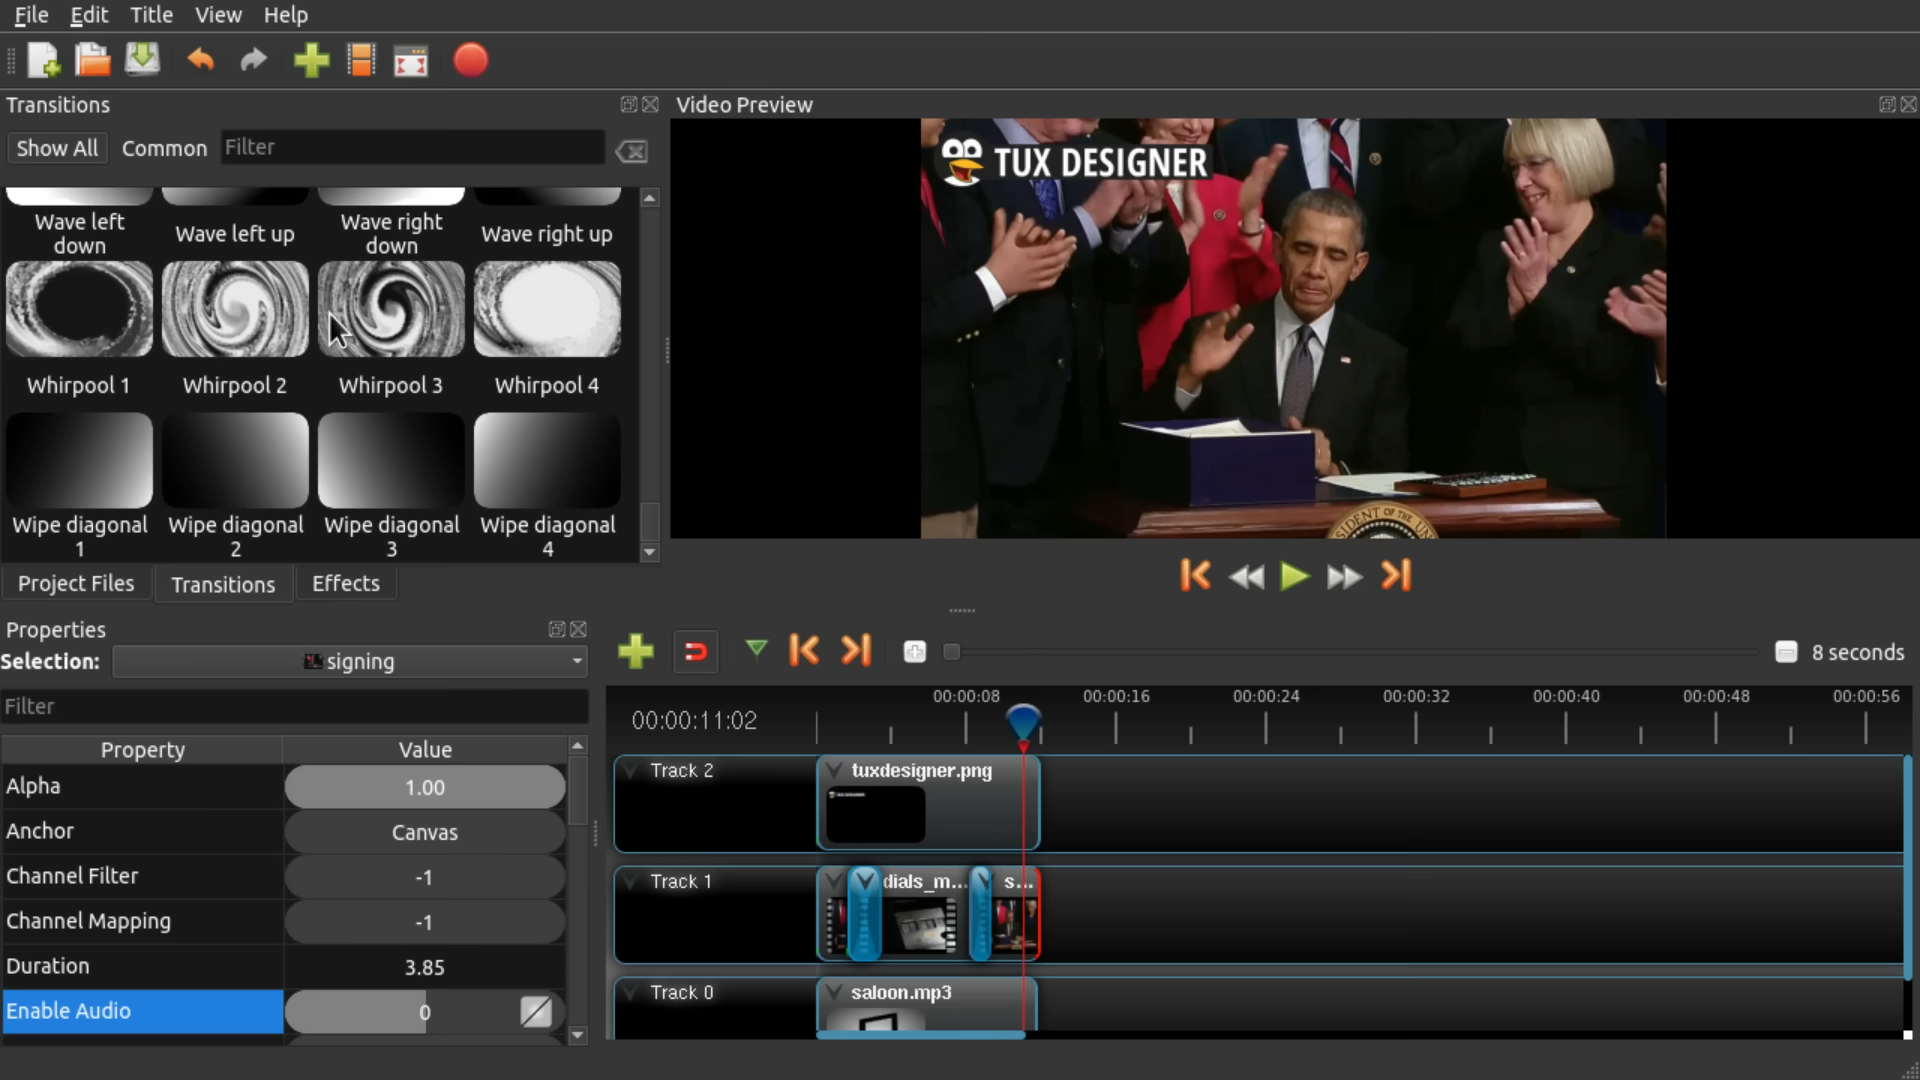 File Edit Title View Help
Transitions
Video Preview
Show All Common Filter
TUX DESIGNER
Wave left down
Wave left up
Wave right down
Wave right up
Whirpool 1
Whirpool 2
Whirpool 3
Whirpool 4
Wipe diagonal 1
Wipe diagonal 2
Wipe diagonal 3
Wipe diagonal 4
IDENT OF THE UN
Project Files Transitions Effects
Properties
Selection: signing
Filter
Property Value
Alpha 1.00
Anchor Canvas
Channel Filter -1
Channel Mapping -1
Duration 3.85
Enable Audio 0
8 seconds
00:00:11:02
00:00:08 00:00:16 00:00:24 00:00:32 00:00:40 00:00:48 00:00:56
Track 2
tuxdesigner.png
Track 1
dials_m...
s...
Track 0
saloon.mp3